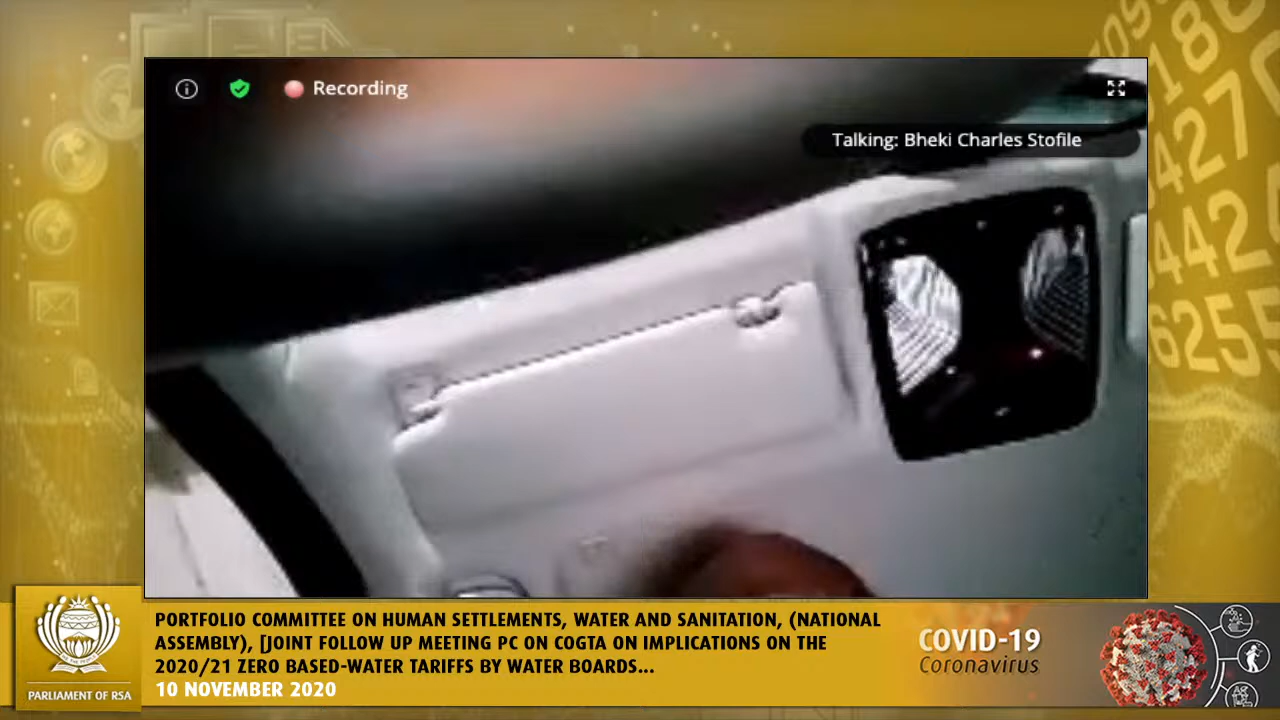 Recording
Talking: Bheki Charles Stofile
PORTFOLIO COMMITTEE ON HUMAN SETTLEMENTS, WATER AND SANITATION, (NATIONAL
ASSEMBLY), [JOINT FOLLOW UP MEETING PC ON COGTA ON IMPLICATIONS ON THE
2020/21 ZERO BASED-WATER TARIFFS BY WATER BOARDS...
10 NOVEMBER 2020
PARLIAMENT OF RSA
COVID-19
Coronavirus